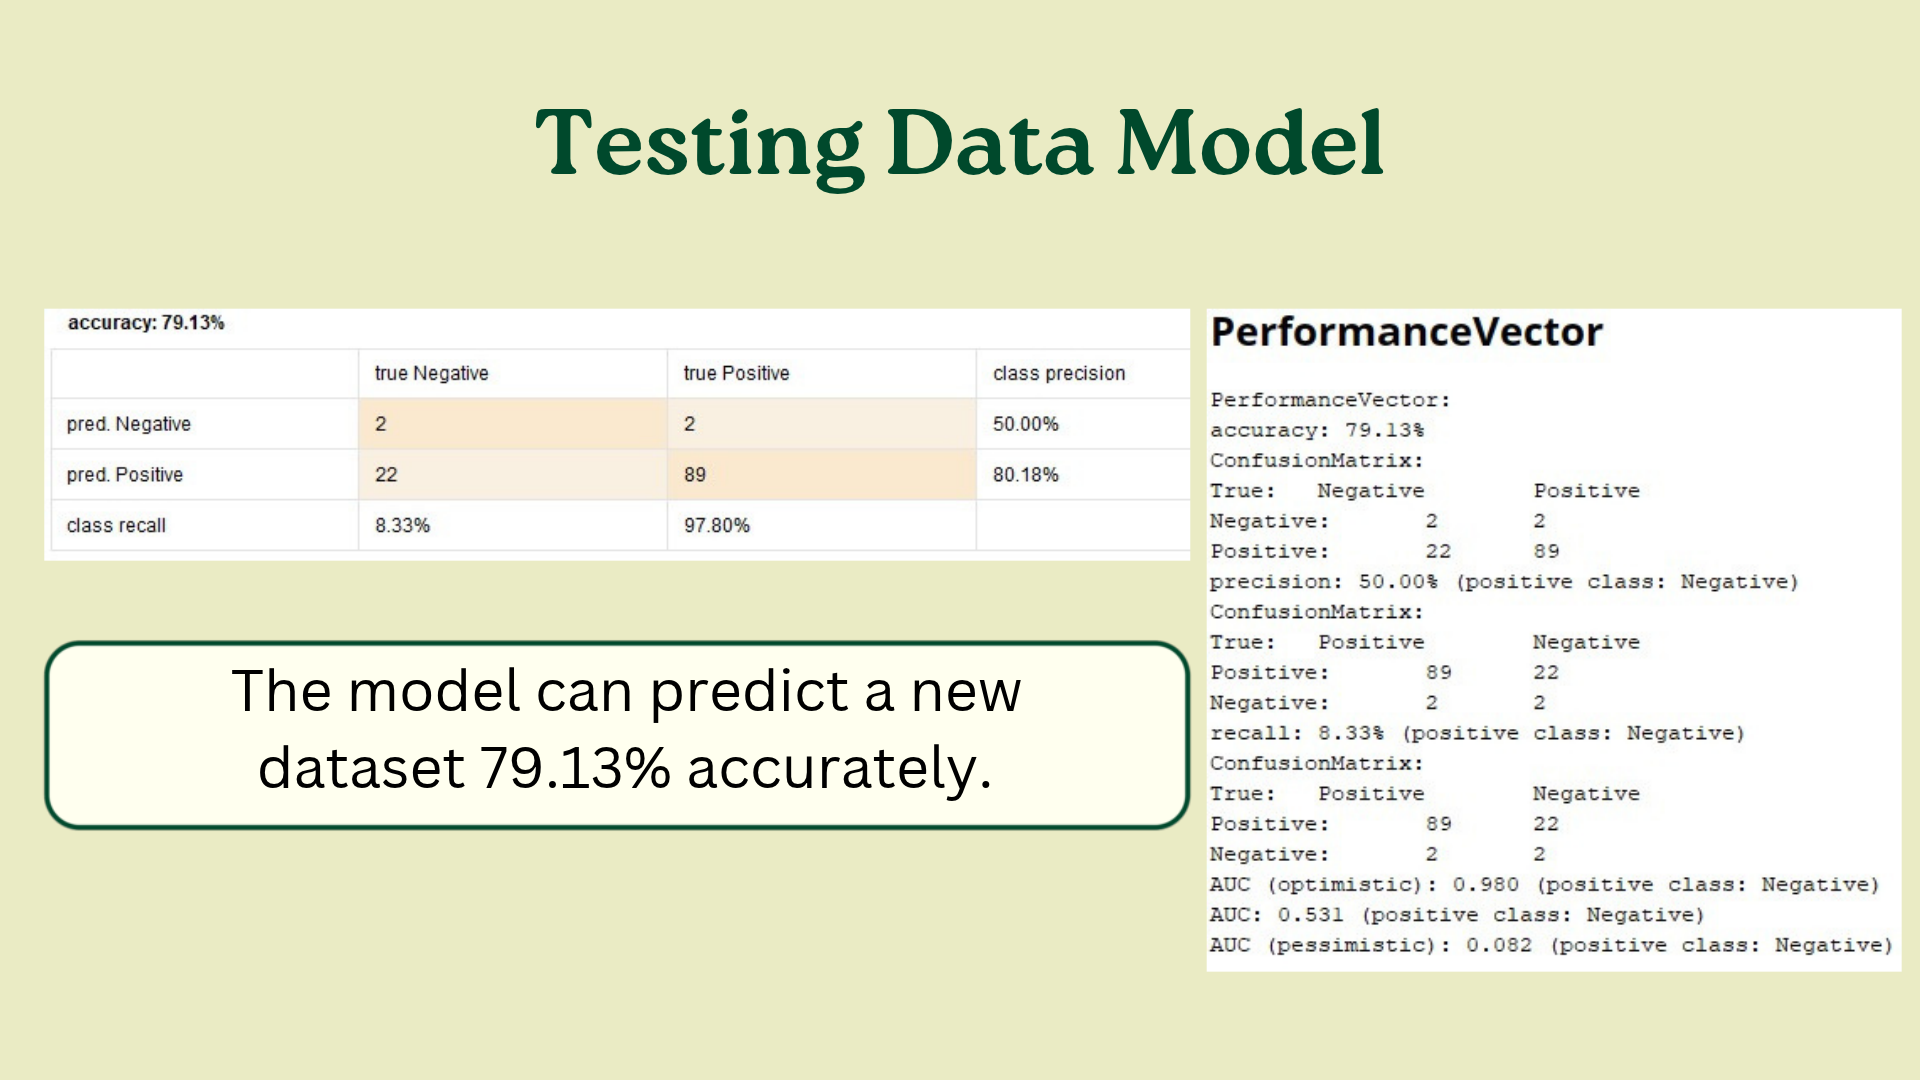 Testing Data Model
accuracy: 79.13%
true Negative true Positive class precision
pred. Negative 2 2 50.00%
pred. Positive 22 89 80.18%
class recall 8.33% 97.80%
The model can predict a new
dataset 79.13% accurately.
PerformanceVector
PerformanceVector:
accuracy: 79.13%
ConfusionMatrix:
True: Negative Positive
Negative: 2 2
Positive: 22 89
precision: 50.00% (positive class: Negative)
ConfusionMatrix:
True: Positive Negative
Positive: 89 22
Negative: 2 2
recall: 8.33% (positive class: Negative)
ConfusionMatrix:
True: Positive Negative
Positive: 89 22
Negative: 2 2
AUC (optimistic): 0.980 (positive class: Negative)
AUC: 0.531 (positive class: Negative)
AUC (pessimistic): 0.082 (positive class: Negative)